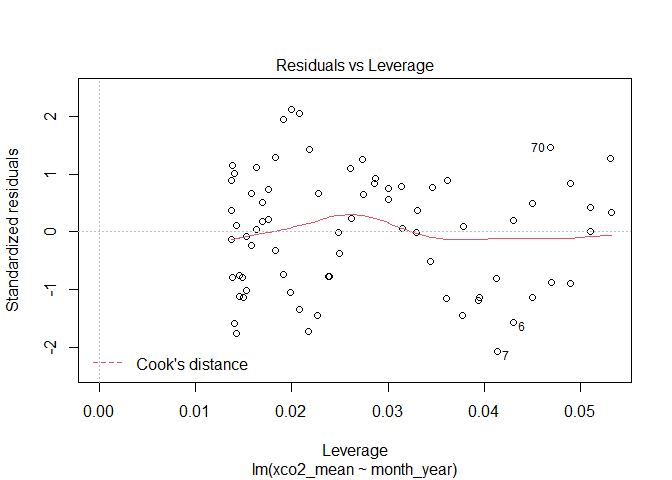 Residuals vs Leverage
Standardized residuals
2
1
0
-1
-2
70
6
7
Cook's distance
0.00 0.01 0.02 0.03 0.04 0.05
Leverage
lm(xco2_mean ~ month_year)